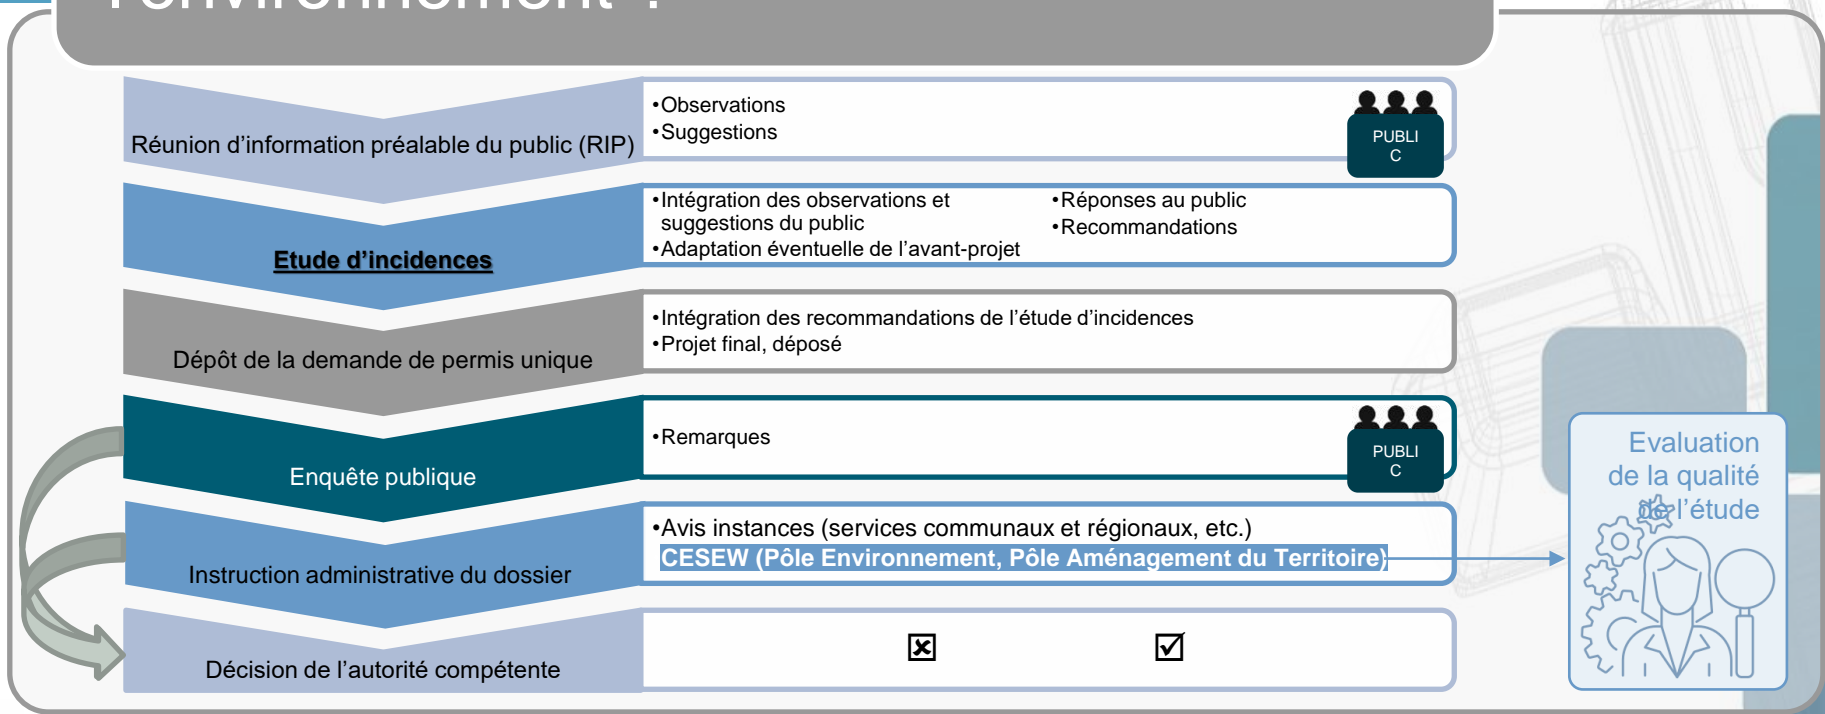 l'environnement ?
Réunion d’information préalable du public (RIP)
•Observations
•Suggestions
PUBLI
C
Etude d’incidences
•Intégration des observations et
suggestions du public
•Adaptation éventuelle de l’avant-projet
•Réponses au public
•Recommandations
Dépôt de la demande de permis unique
•Intégration des recommandations de l’étude d’incidences
•Projet final, déposé
Enquête publique
•Remarques
PUBLI
C
Instruction administrative du dossier
•Avis instances (services communaux et régionaux, etc.)
CESEW (Pôle Environnement, Pôle Aménagement du Territoire)
Evaluation
de la qualité
de l’étude
Décision de l’autorité compétente